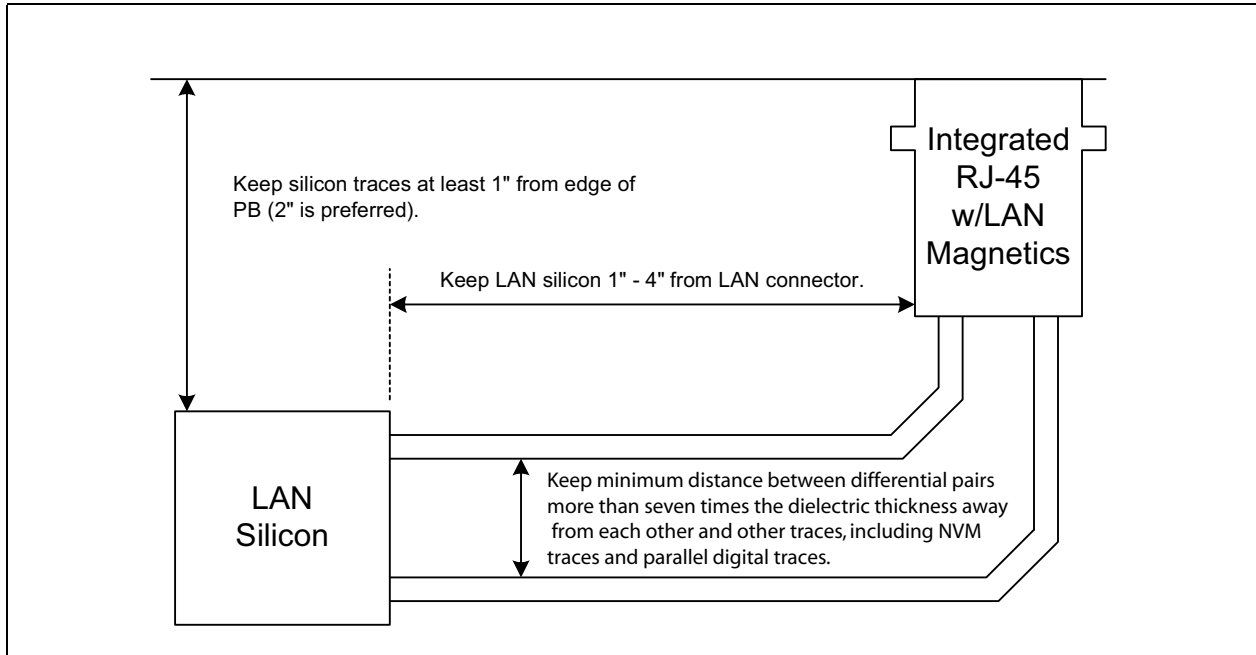 Integrated
RJ-45
w/LAN
Magnetics
Keep silicon traces at least 1" from edge of
PB (2" is preferred).
Keep LAN silicon 1" - 4" from LAN connector.
LAN
Silicon
Keep minimum distance between differential pairs
more than seven times the dielectric thickness away
from each other and other traces, including NVM
traces and parallel digital traces.